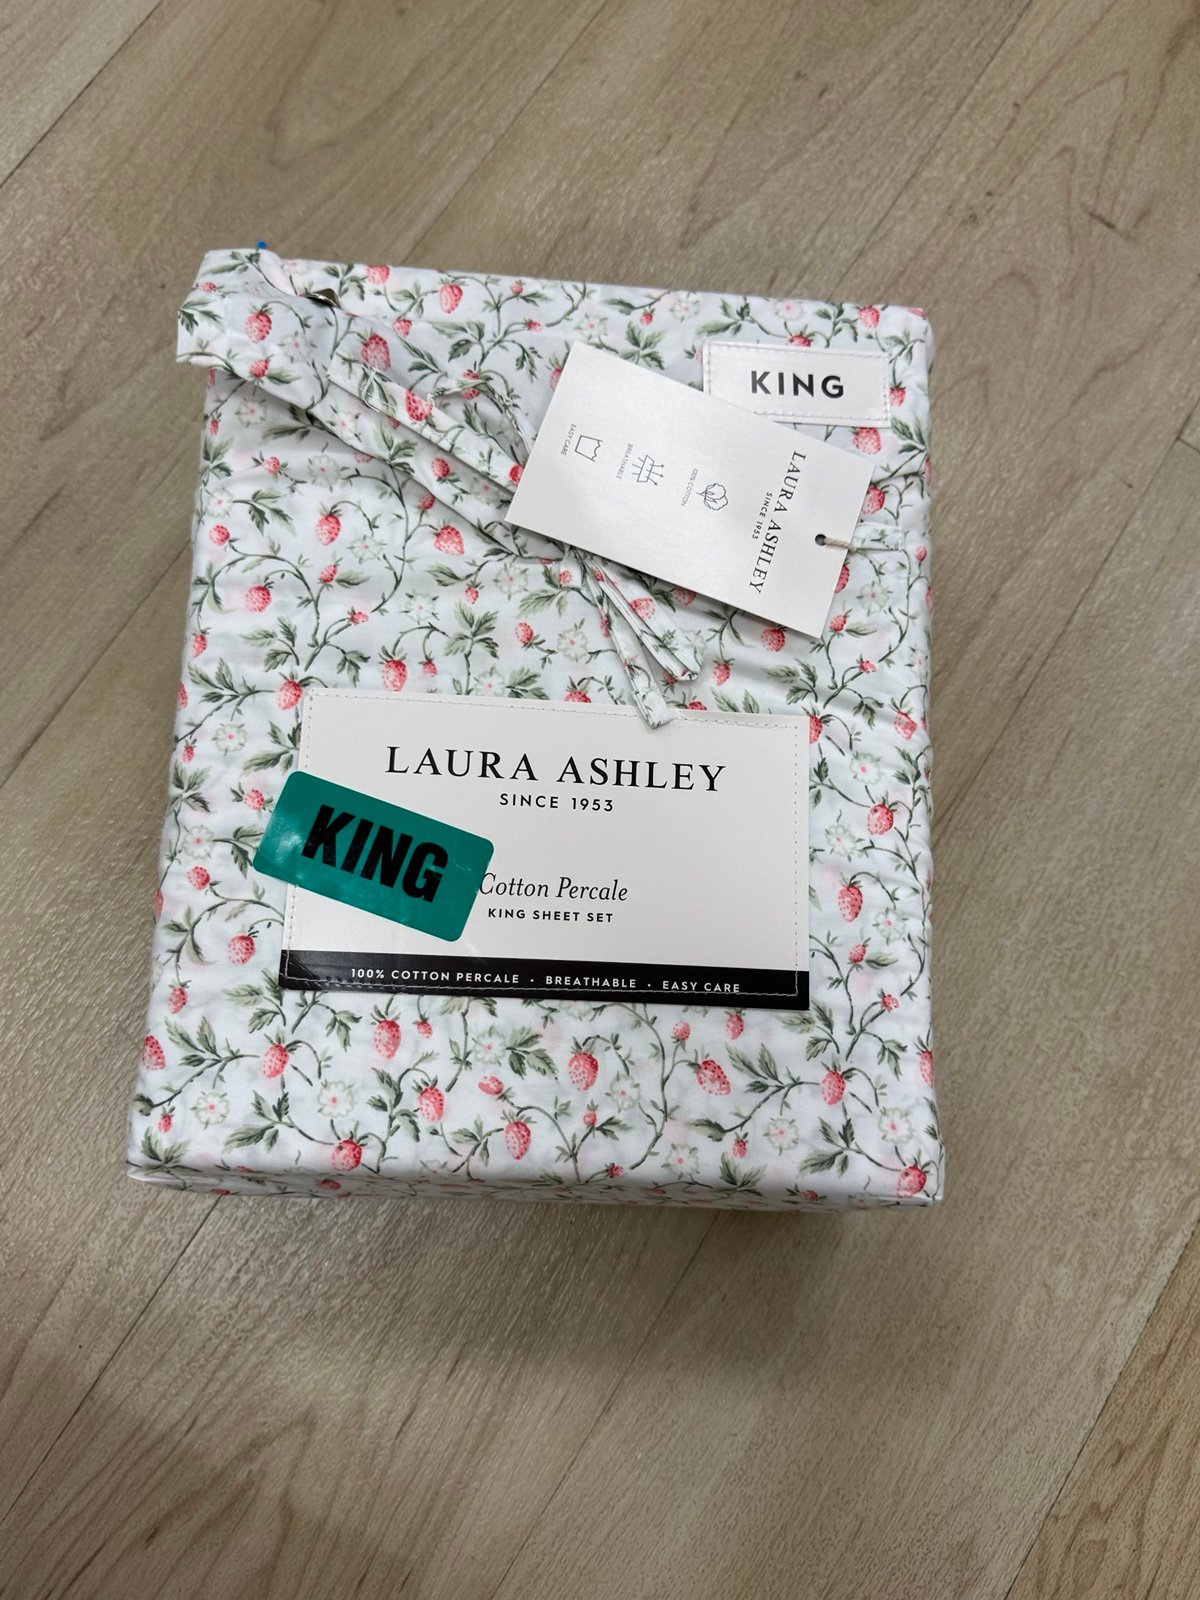 KING
LAURA ASHLEY
SINCE 1953
100% COTTON
BREATHABLE
EASY CARE
LAURA ASHLEY
SINCE 1953
KING
Cotton Percale
KING SHEET SET
100% COTTON PERCALE · BREATHABLE · EASY CARE